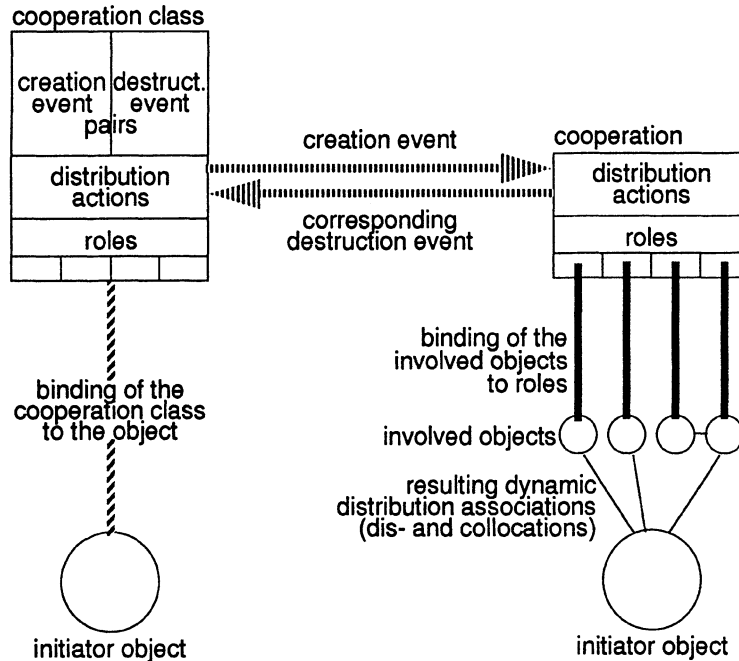 cooperation class
creation destruct.
event event
pairs
distribution
actions
roles
creation event
corresponding
destruction event
cooperation
distribution
actions
roles
binding of the
cooperation class
to the object
initiator object
binding of the
involved objects
to roles
involved objects
resulting dynamic
distribution associations
(dis- and collocations)
initiator object